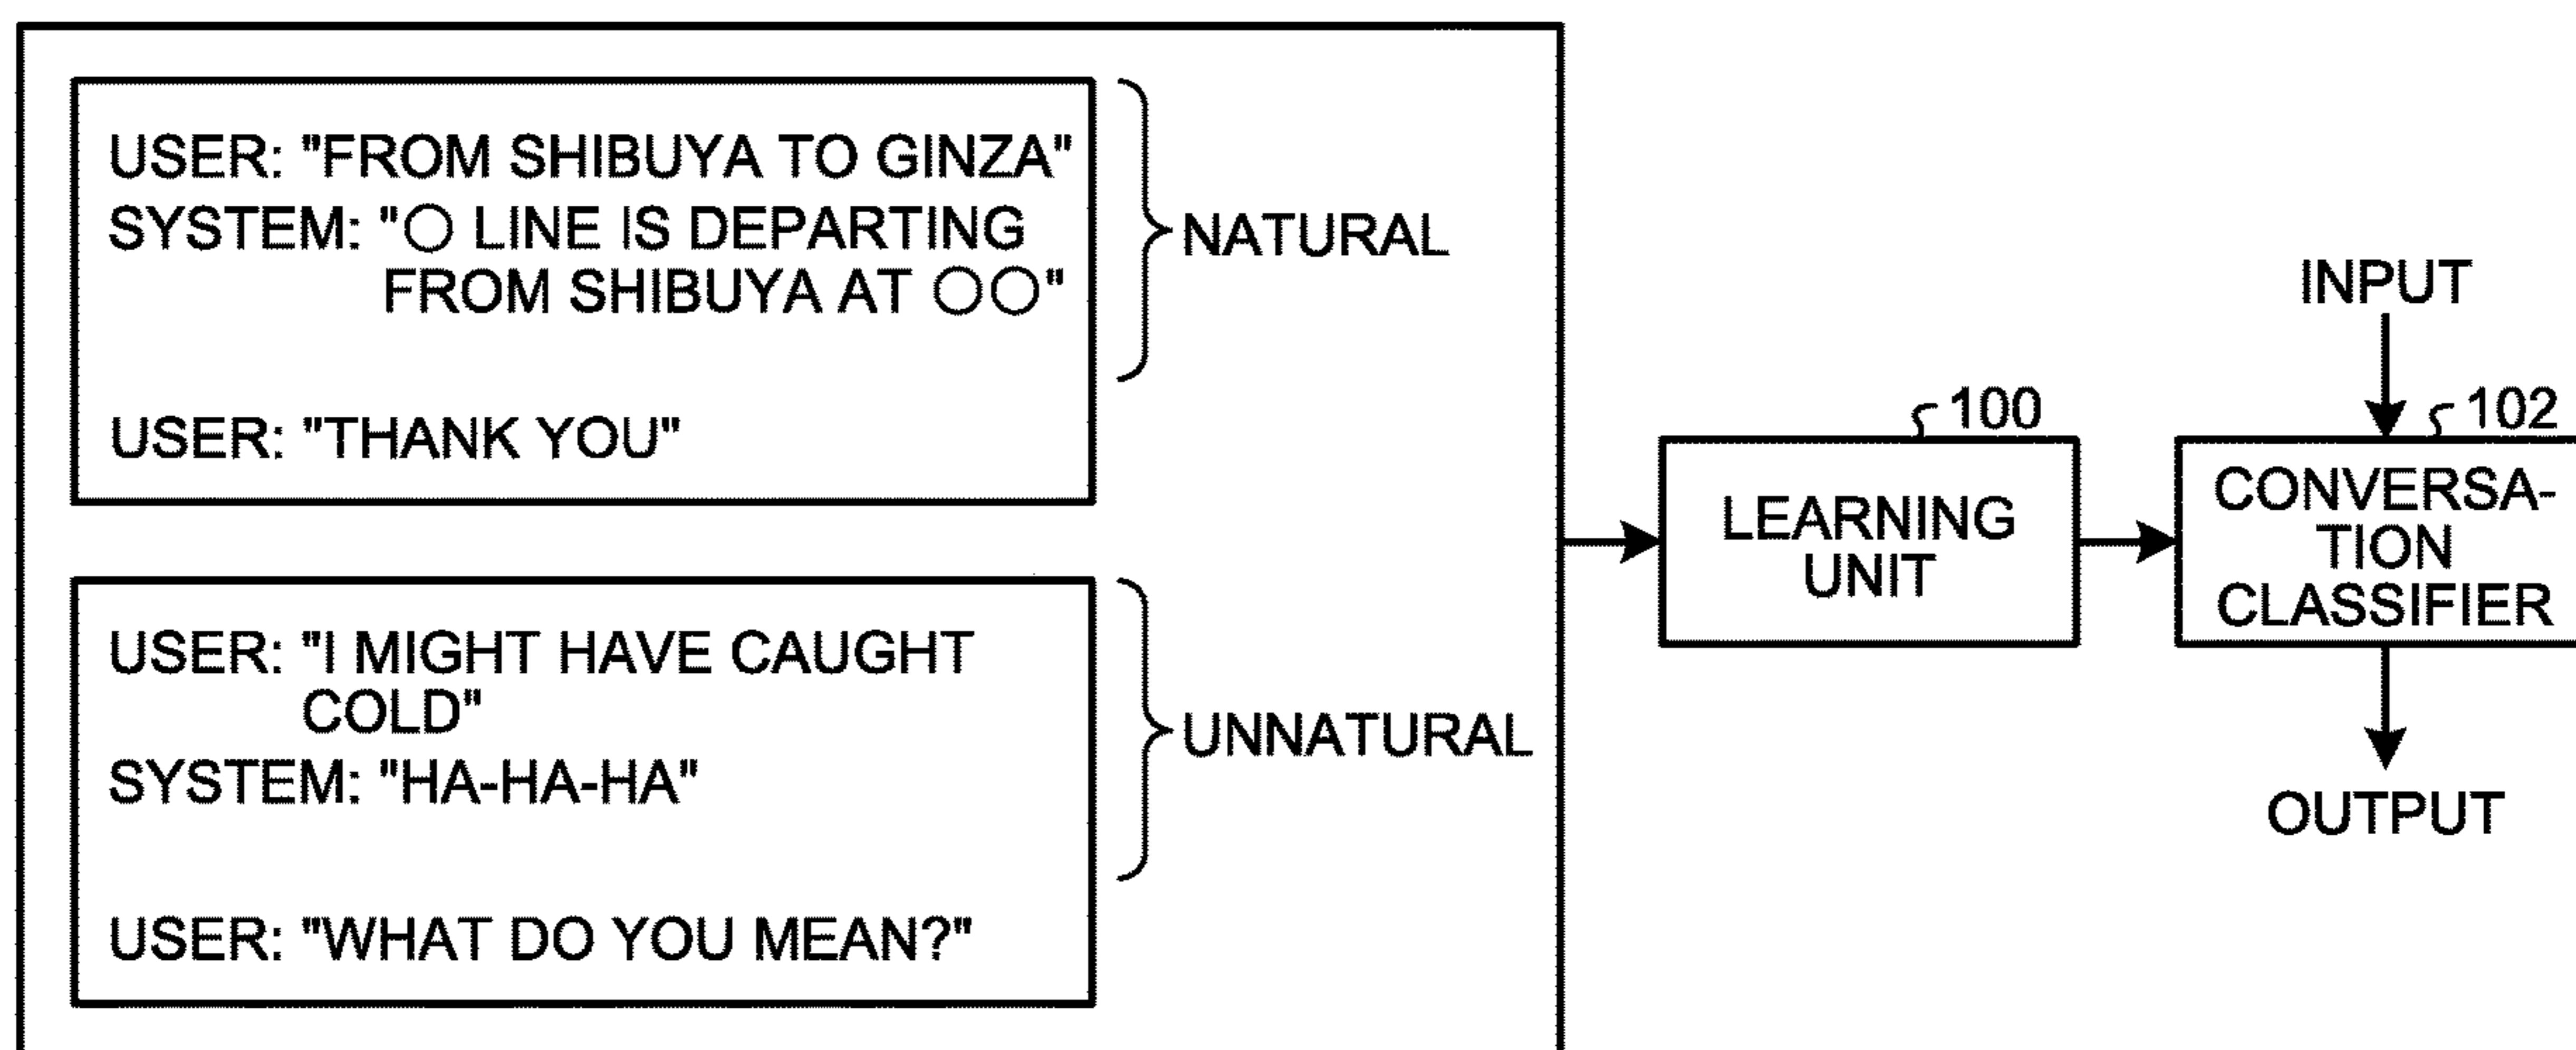 USER: "FROM SHIBUYA TO GINZA"
SYSTEM: "○ LINE IS DEPARTING
FROM SHIBUYA AT ○○"
USER: "THANK YOU"
NATURAL
USER: "I MIGHT HAVE CAUGHT
COLD"
SYSTEM: "HA-HA-HA"
USER: "WHAT DO YOU MEAN?"
UNNATURAL
100
LEARNING
UNIT
INPUT
102
CONVERSA-
TION
CLASSIFIER
OUTPUT